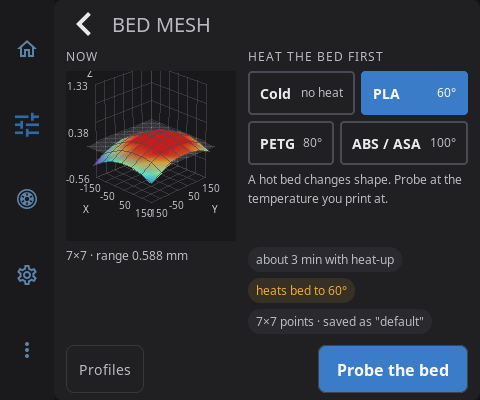 BED MESH
NOW
Z
1.33
0.38
-0.56
-150
-50
50
150
X
150
-50
50
150
Y
7×7 · range 0.588 mm
HEAT THE BED FIRST
Cold no heat
PLA 60°
PETG 80°
ABS / ASA 100°
A hot bed changes shape. Probe at the
temperature you print at.
about 3 min with heat-up
heats bed to 60°
7×7 points · saved as "default"
Profiles
Probe the bed